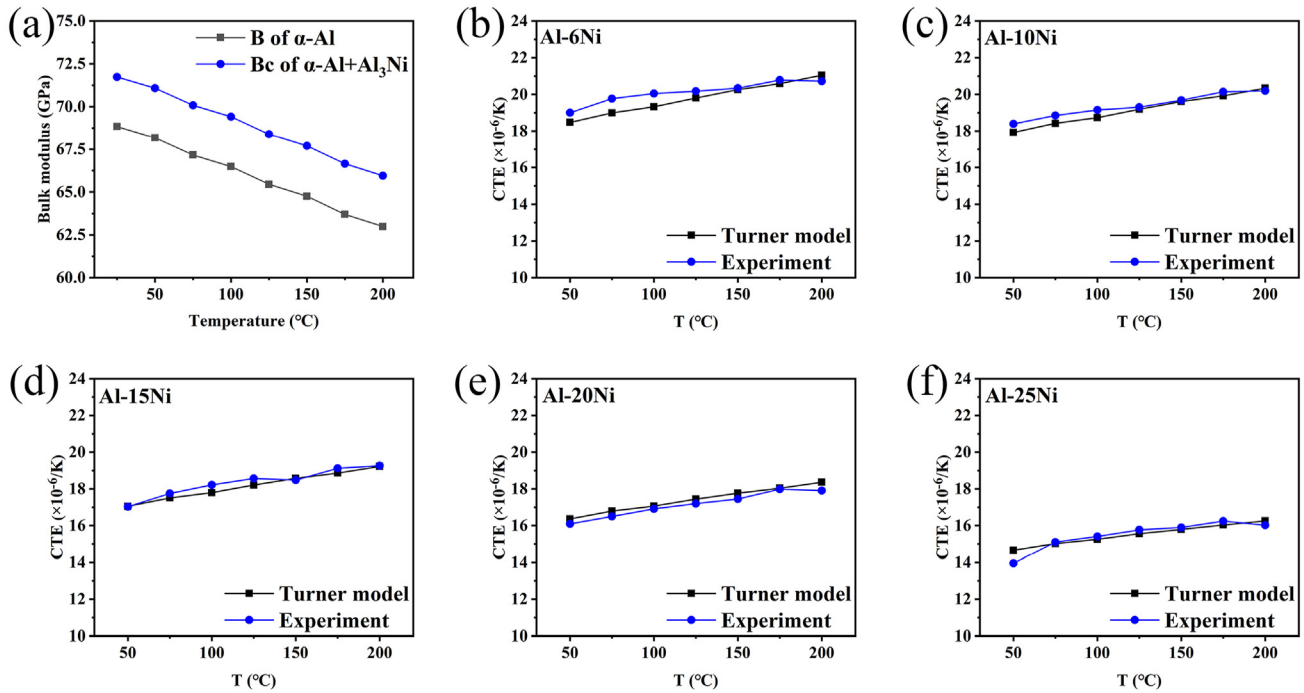 (a)
75.0
72.5
70.0
67.5
65.0
62.5
60.0
Bulk modulus (GPa)
B of α-Al
Bc of α-Al+Al₃Ni
50 100 150 200
Temperature (℃)
(b)
Al-6Ni
24
22
20
18
16
14
12
10
CTE (×10⁻⁶/K)
Turner model
Experiment
50 100 150 200
T (℃)
(c)
Al-10Ni
24
22
20
18
16
14
12
10
CTE (×10⁻⁶/K)
Turner model
Experiment
50 100 150 200
T (℃)
(d)
Al-15Ni
24
22
20
18
16
14
12
10
CTE (×10⁻⁶/K)
Turner model
Experiment
50 100 150 200
T (℃)
(e)
Al-20Ni
24
22
20
18
16
14
12
10
CTE (×10⁻⁶/K)
Turner model
Experiment
50 100 150 200
T (℃)
(f)
Al-25Ni
24
22
20
18
16
14
12
10
CTE (×10⁻⁶/K)
Turner model
Experiment
50 100 150 200
T (℃)